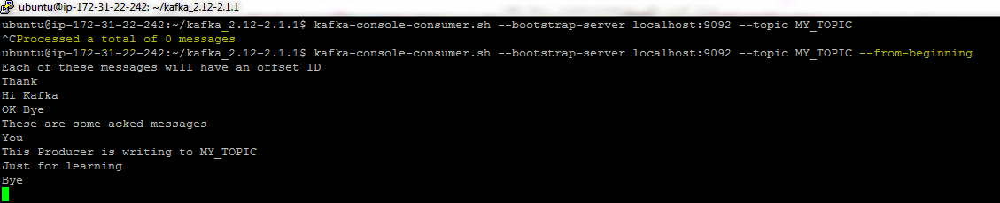 ubuntu@ip-172-31-22-242: ~/kafka_2.12-2.1.1
ubuntu@ip-172-31-22-242:~/kafka_2.12-2.1.1$ kafka-console-consumer.sh --bootstrap-server localhost:9092 --topic MY_TOPIC
^CProcessed a total of 0 messages
ubuntu@ip-172-31-22-242:~/kafka_2.12-2.1.1$ kafka-console-consumer.sh --bootstrap-server localhost:9092 --topic MY_TOPIC --from-beginning
Each of these messages will have an offset ID
Thank
Hi Kafka
OK Bye
These are some acked messages
You
This Producer is writing to MY_TOPIC
Just for learning
Bye